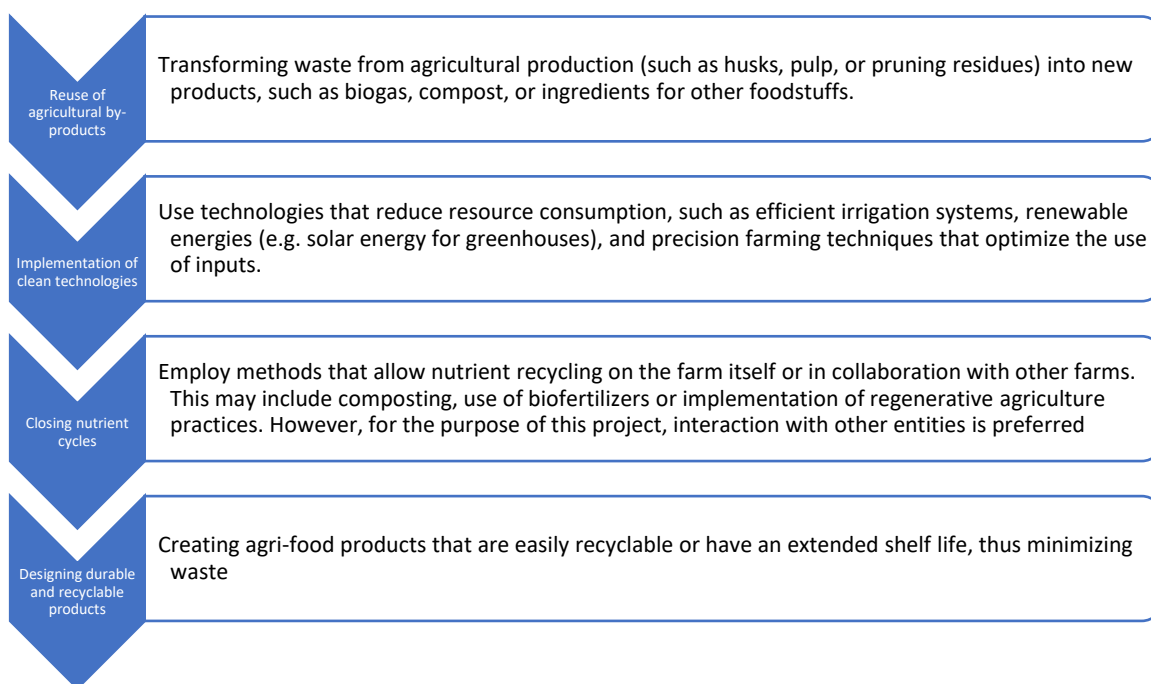 Reuse of
agricultural by-
products
Transforming waste from agricultural production (such as husks, pulp, or pruning residues) into new
products, such as biogas, compost, or ingredients for other foodstuffs.
Implementation of
clean technologies
Use technologies that reduce resource consumption, such as efficient irrigation systems, renewable
energies (e.g. solar energy for greenhouses), and precision farming techniques that optimize the use
of inputs.
Closing nutrient
cycles
Employ methods that allow nutrient recycling on the farm itself or in collaboration with other farms.
This may include composting, use of biofertilizers or implementation of regenerative agriculture
practices. However, for the purpose of this project, interaction with other entities is preferred
Designing durable
and recyclable
products
Creating agri-food products that are easily recyclable or have an extended shelf life, thus minimizing
waste